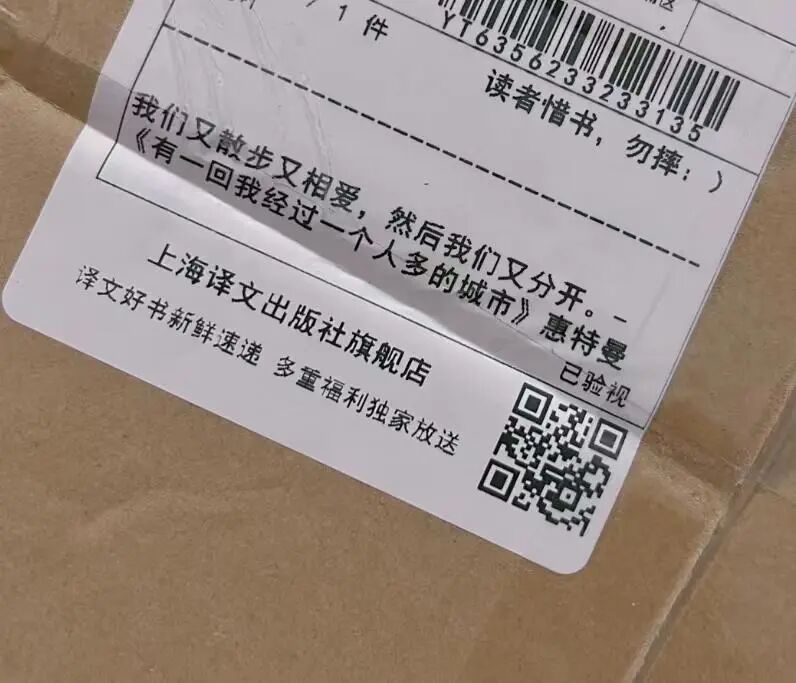 /1 件
YT6356233233135
读者惜书，勿摔：）
我们又散步又相爱，然后我们又分开。—
《有一回我经过一个人多的城市》惠特曼
已验视
上海译文出版社旗舰店
译文好书新鲜速递 多重福利独家放送